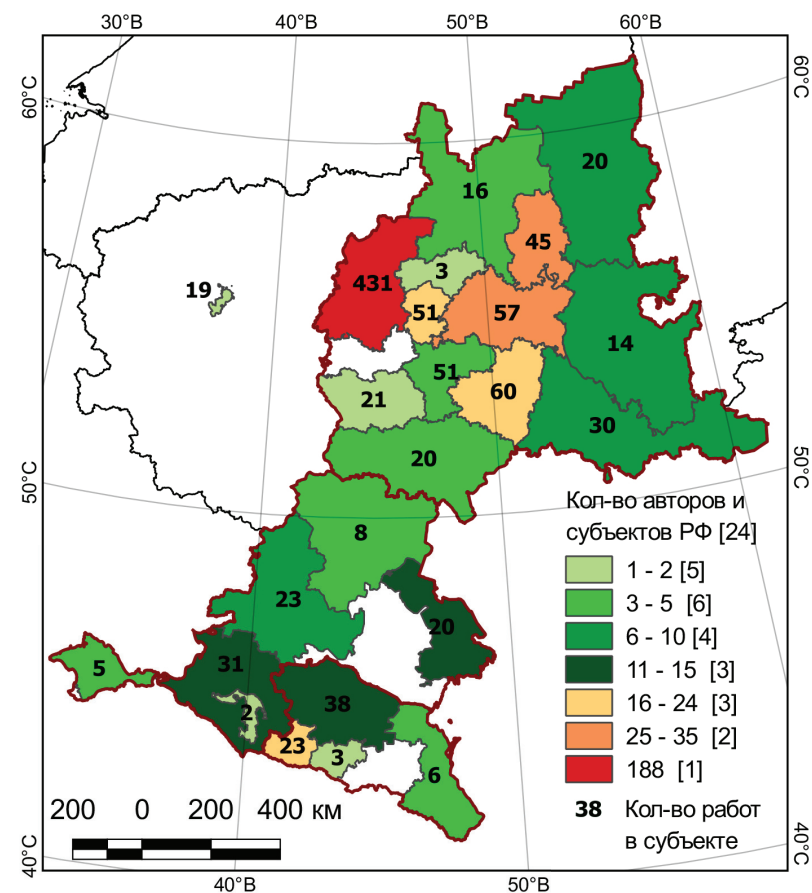 30°В 40°В 50°В 60°В
60°С 60°С
20
16
45
3
431
19
51
57
14
51
60
21
30
20
50°С 50°С
8
Кол-во авторов и
субъектов РФ [24]
1 - 2 [5]
3 - 5 [6]
6 - 10 [4]
11 - 15 [3]
16 - 24 [3]
25 - 35 [2]
188 [1]
38 Кол-во работ
в субъекте
23
20
31
5
38
2
23
3
6
200 0 200 400 км
40°С 40°С
40°В 50°В